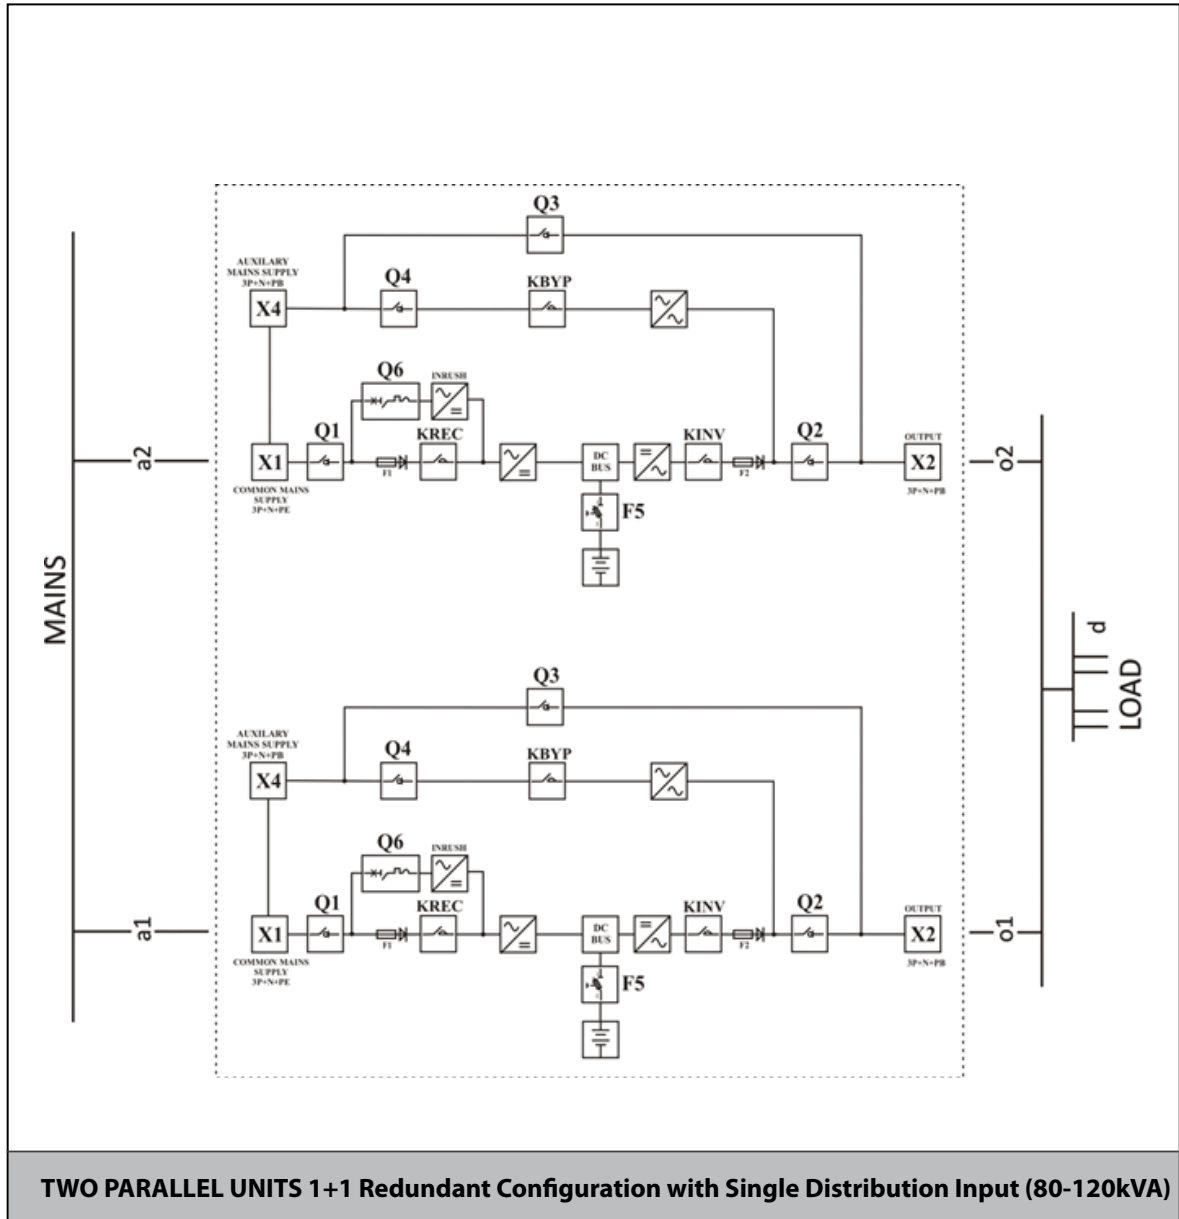 Q3
AUXILARY
MAINS SUPPLY
3P+N+PB
X4
Q4
KBYP
Q6
INRUSH
Q1
KREC
KINV
Q2
OUTPUT
a2
X1
F1
DC
BUS
F2
X2
o2
COMMON MAINS
SUPPLY
3P+N+PE
3P+N+PB
F5
MAINS
d
LOAD
Q3
AUXILARY
MAINS SUPPLY
3P+N+PB
X4
Q4
KBYP
Q6
INRUSH
Q1
KREC
KINV
Q2
OUTPUT
a1
X1
F1
DC
BUS
F2
X2
o1
COMMON MAINS
SUPPLY
3P+N+PE
3P+N+PB
F5
TWO PARALLEL UNITS 1+1 Redundant Configuration with Single Distribution Input (80-120kVA)